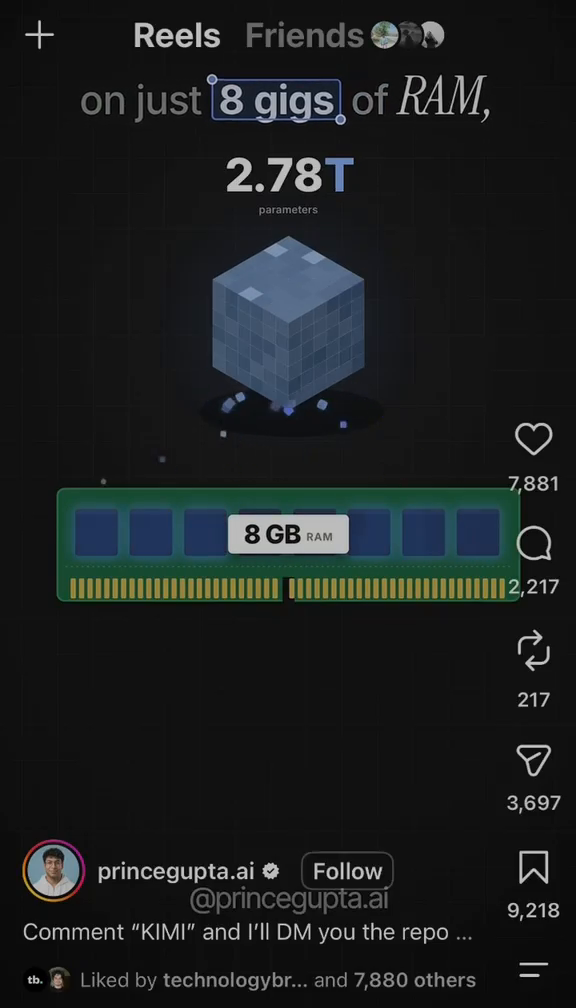 Reels Friends
on just 8 gigs of RAM,
2.78T
parameters
8 GB RAM
7,881
2,217
217
3,697
princegupta.ai Follow
@princegupta.ai
9,218
Comment “KIMI” and I’ll DM you the repo ...
tb. Liked by technologybr... and 7,880 others